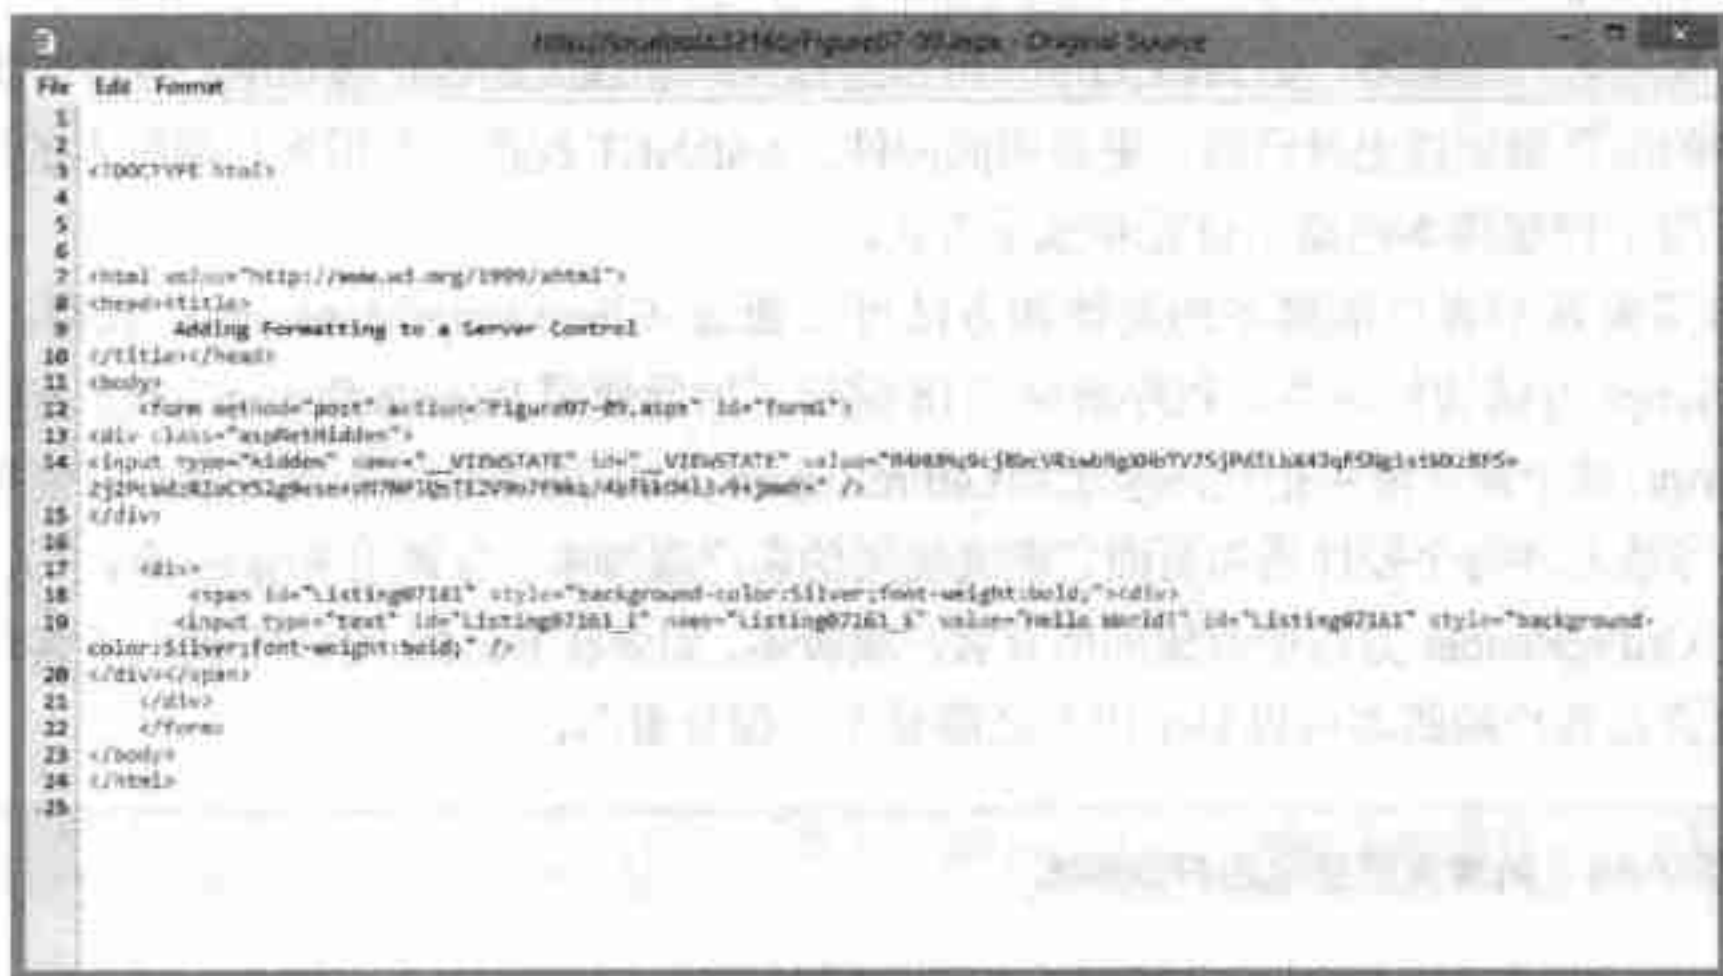 Original Source
File Edit Format
1
2
3 <!DOCTYPE html>
4
5
6
7 <html xmlns="http://www.w3.org/1999/xhtml">
8 <head><title>
9 Adding Formatting to a Server Control
10 </title></head>
11 <body>
12 <form method="post" action="Figure07-09.aspx" id="form1">
13 <div class="aspNetHidden">
14 <input type="hidden" name="__VIEWSTATE" id="__VIEWSTATE" value="
" />
15 </div>
16
17 <div>
18 <span id="Listing07161" style="background-color:Silver;font-weight:bold;"><div>
19 <input type="text" id="Listing07161_i" name="Listing07161_i" value="Hello World!" id="Listing07161" style="background-
color:Silver;font-weight:bold;" />
20 </div></span>
21 </div>
22 </form>
23 </body>
24 </html>
25